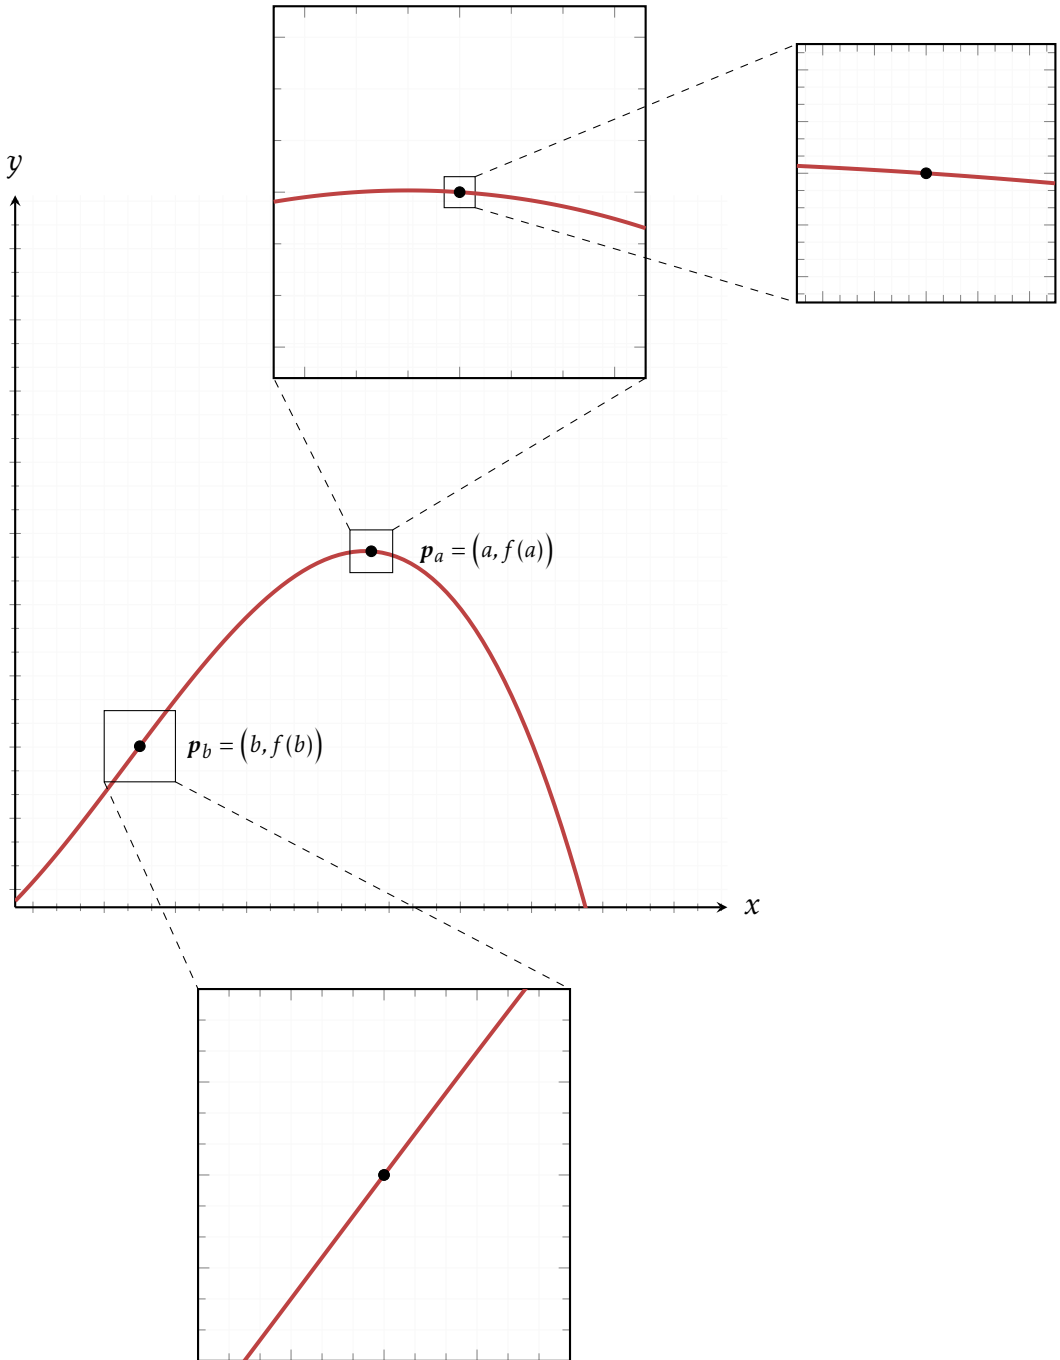 y
p_a = (a, f(a))
p_b = (b, f(b))
x